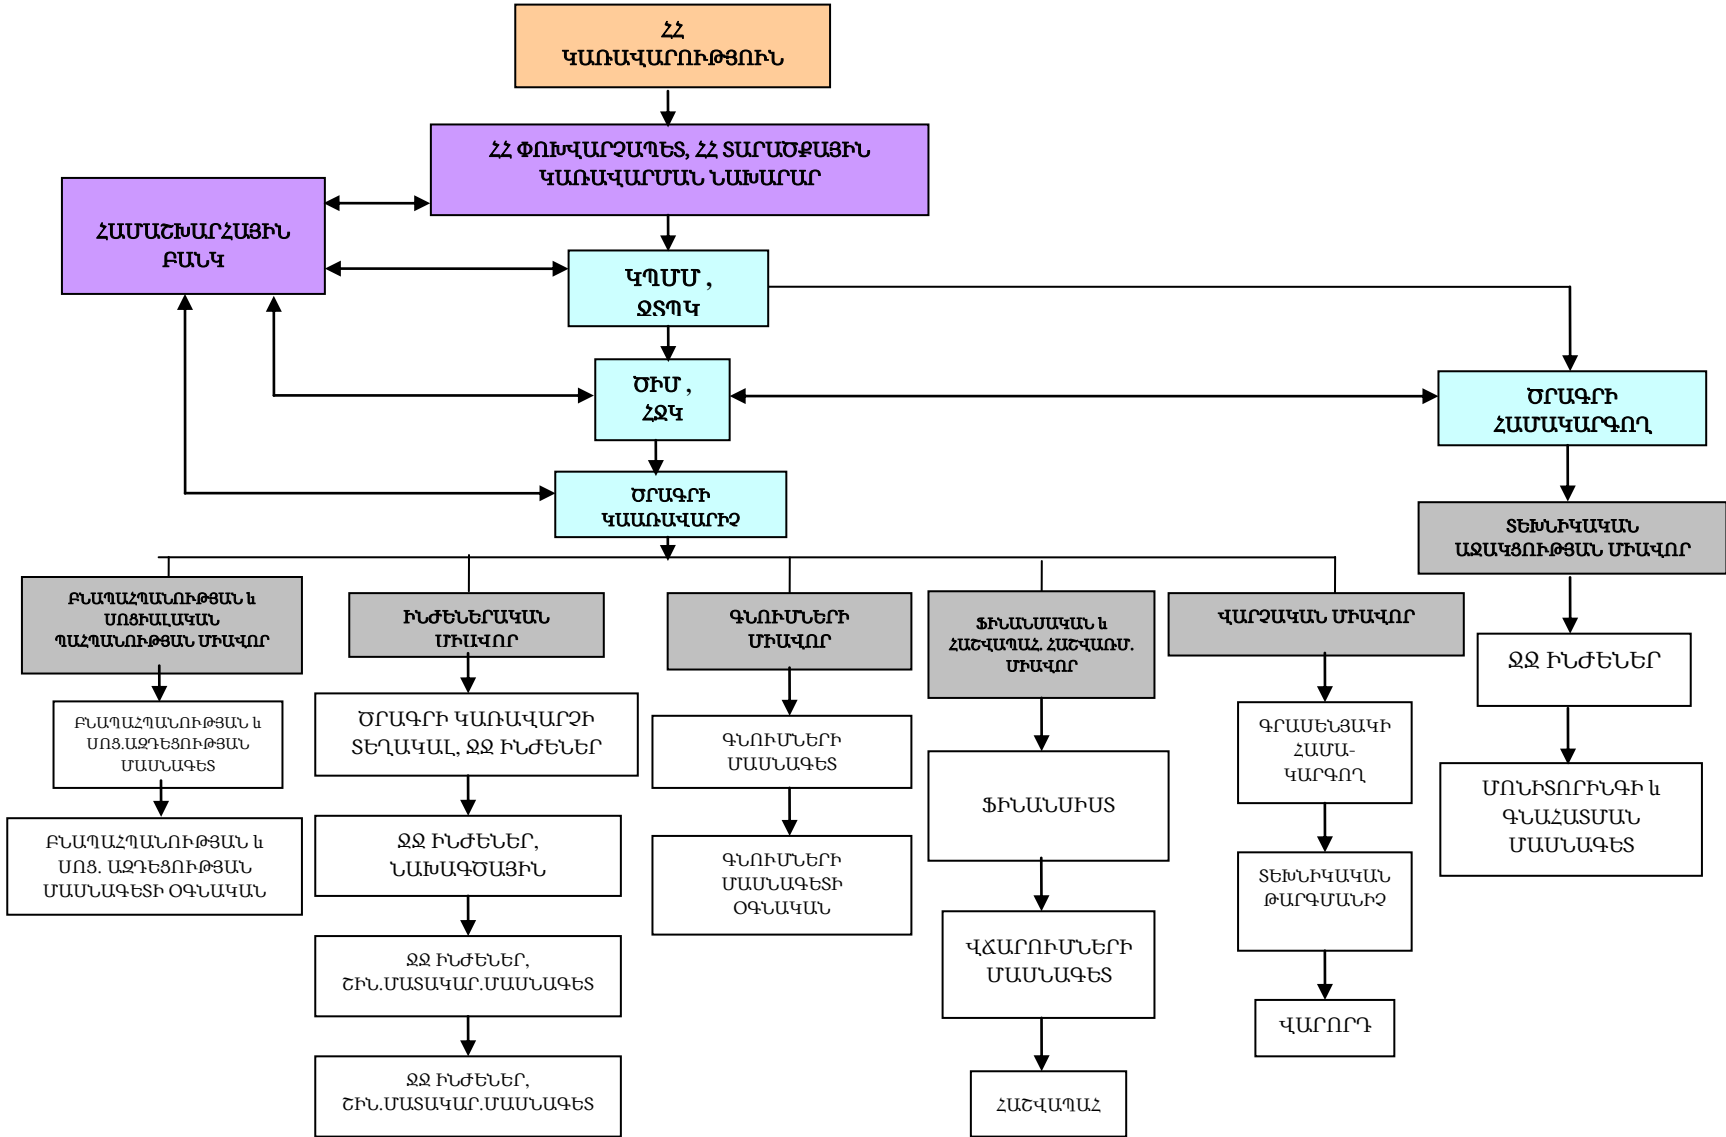 ՀՀ
ԿԱՌԱՎԱՐՈՒԹՅՈՒՆ
ՀՀ ՓՈԽՎԱՐՉԱՊԵՏ, ՀՀ ՏԱՐԱԾՔԱՅԻՆ
ԿԱՌԱՎԱՐՄԱՆ ՆԱԽԱՐԱՐ
ՀԱՄԱՇԽԱՐՀԱՅԻՆ
ԲԱՆԿ
ԿՊՄՄ ,
ՋՏՊԿ
ԾԻՄ ,
ՀՋԿ
ԾՐԱԳՐԻ
ՀԱՄԱԿԱՐԳՈՂ
ԾՐԱԳՐԻ
ԿԱԱՌԱՎԱՐԻՉ
ՏԵԽՆԻԿԱԿԱՆ
ԱՋԱԿՑՈՒԹՅԱՆ ՄԻԱՎՈՐ
ԲՆԱՊԱՀՊԱՆՈՒԹՅԱՆ և
ՍՈՑԻԱԼԱԿԱՆ
ՊԱՀՊԱՆՈՒԹՅԱՆ ՄԻԱՎՈՐ
ԻՆԺԵՆԵՐԱԿԱՆ
ՄԻԱՎՈՐ
ԳՆՈՒՄՆԵՐԻ
ՄԻԱՎՈՐ
ՖԻՆԱՆՍԱԿԱՆ և
ՀԱՇՎԱՊԱՀ. ՀԱՇՎԱՌՄ.
ՄԻԱՎՈՐ
ՎԱՐՉԱԿԱՆ ՄԻԱՎՈՐ
ՋՋ ԻՆԺԵՆԵՐ
ԲՆԱՊԱՀՊԱՆՈՒԹՅԱՆ և
ՍՈՑ.ԱԶԴԵՑՈՒԹՅԱՆ
ՄԱՍՆԱԳԵՏ
ԾՐԱԳՐԻ ԿԱՌԱՎԱՐՉԻ
ՏԵՂԱԿԱԼ, ՋՋ ԻՆԺԵՆԵՐ
ԳՆՈՒՄՆԵՐԻ
ՄԱՍՆԱԳԵՏ
ՖԻՆԱՆՍԻՍՏ
ԳՐԱՍԵՆՅԱԿԻ
ՀԱՄԱ-
ԿԱՐԳՈՂ
ՄՈՆԻՏՈՐԻՆԳԻ և
ԳՆԱՀԱՏՄԱՆ
ՄԱՍՆԱԳԵՏ
ԲՆԱՊԱՀՊԱՆՈՒԹՅԱՆ և
ՍՈՑ. ԱԶԴԵՑՈՒԹՅԱՆ
ՄԱՍՆԱԳԵՏԻ ՕԳՆԱԿԱՆ
ՋՋ ԻՆԺԵՆԵՐ,
ՆԱԽԱԳԾԱՅԻՆ
ԳՆՈՒՄՆԵՐԻ
ՄԱՍՆԱԳԵՏԻ
ՕԳՆԱԿԱՆ
ՏԵԽՆԻԿԱԿԱՆ
ԹԱՐԳՄԱՆԻՉ
ՋՋ ԻՆԺԵՆԵՐ,
ՇԻՆ.ՄԱՏԱԿԱՐ.ՄԱՍՆԱԳԵՏ
ՎՃԱՐՈՒՄՆԵՐԻ
ՄԱՍՆԱԳԵՏ
ՎԱՐՈՐԴ
ՋՋ ԻՆԺԵՆԵՐ,
ՇԻՆ.ՄԱՏԱԿԱՐ.ՄԱՍՆԱԳԵՏ
ՀԱՇՎԱՊԱՀ